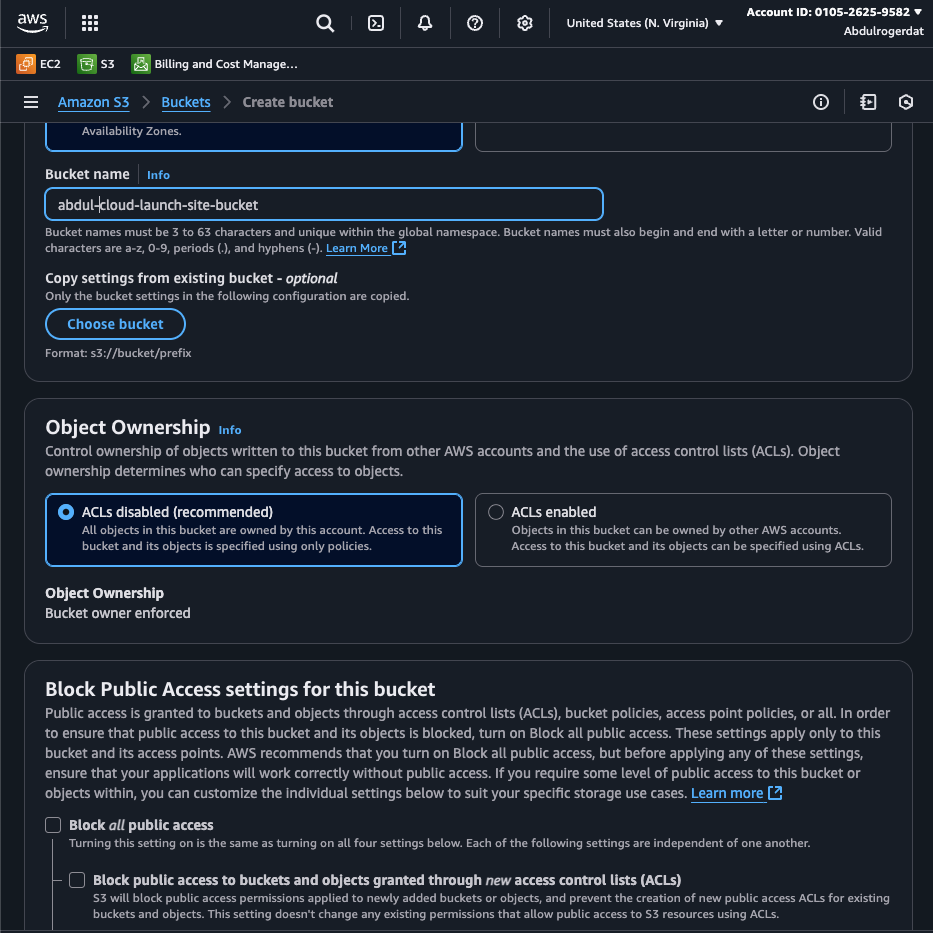 aws
United States (N. Virginia)
Account ID: 0105-2625-9582
Abdulrogerdat
EC2
S3
Billing and Cost Manage...
Amazon S3
Buckets
Create bucket
Availability Zones.
Bucket name
Info
abdul-cloud-launch-site-bucket
Bucket names must be 3 to 63 characters and unique within the global namespace. Bucket names must also begin and end with a letter or number. Valid
characters are a-z, 0-9, periods (.), and hyphens (-). Learn More
Copy settings from existing bucket - optional
Only the bucket settings in the following configuration are copied.
Choose bucket
Format: s3://bucket/prefix
Object Ownership Info
Control ownership of objects written to this bucket from other AWS accounts and the use of access control lists (ACLs). Object
ownership determines who can specify access to objects.
ACLs disabled (recommended)
All objects in this bucket are owned by this account. Access to this
bucket and its objects is specified using only policies.
ACLs enabled
Objects in this bucket can be owned by other AWS accounts.
Access to this bucket and its objects can be specified using ACLs.
Object Ownership
Bucket owner enforced
Block Public Access settings for this bucket
Public access is granted to buckets and objects through access control lists (ACLs), bucket policies, access point policies, or all. In order
to ensure that public access to this bucket and its objects is blocked, turn on Block all public access. These settings apply only to this
bucket and its access points. AWS recommends that you turn on Block all public access, but before applying any of these settings,
ensure that your applications will work correctly without public access. If you require some level of public access to this bucket or
objects within, you can customize the individual settings below to suit your specific storage use cases. Learn more
Block all public access
Turning this setting on is the same as turning on all four settings below. Each of the following settings are independent of one another.
Block public access to buckets and objects granted through new access control lists (ACLs)
S3 will block public access permissions applied to newly added buckets or objects, and prevent the creation of new public access ACLs for existing
buckets and objects. This setting doesn't change any existing permissions that allow public access to S3 resources using ACLs.